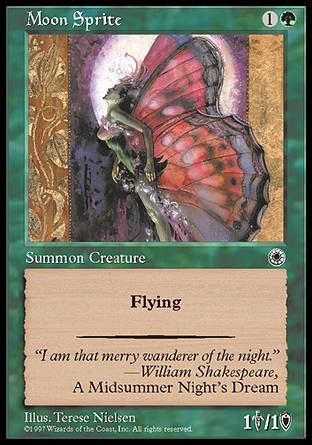 Moon Sprite 1
Summon Creature
Flying
"I am that merry wanderer of the night."
—William Shakespeare,
A Midsummer Night's Dream
Illus. Terese Nielsen
©1997 Wizards of the Coast, Inc. All rights reserved.
1/1